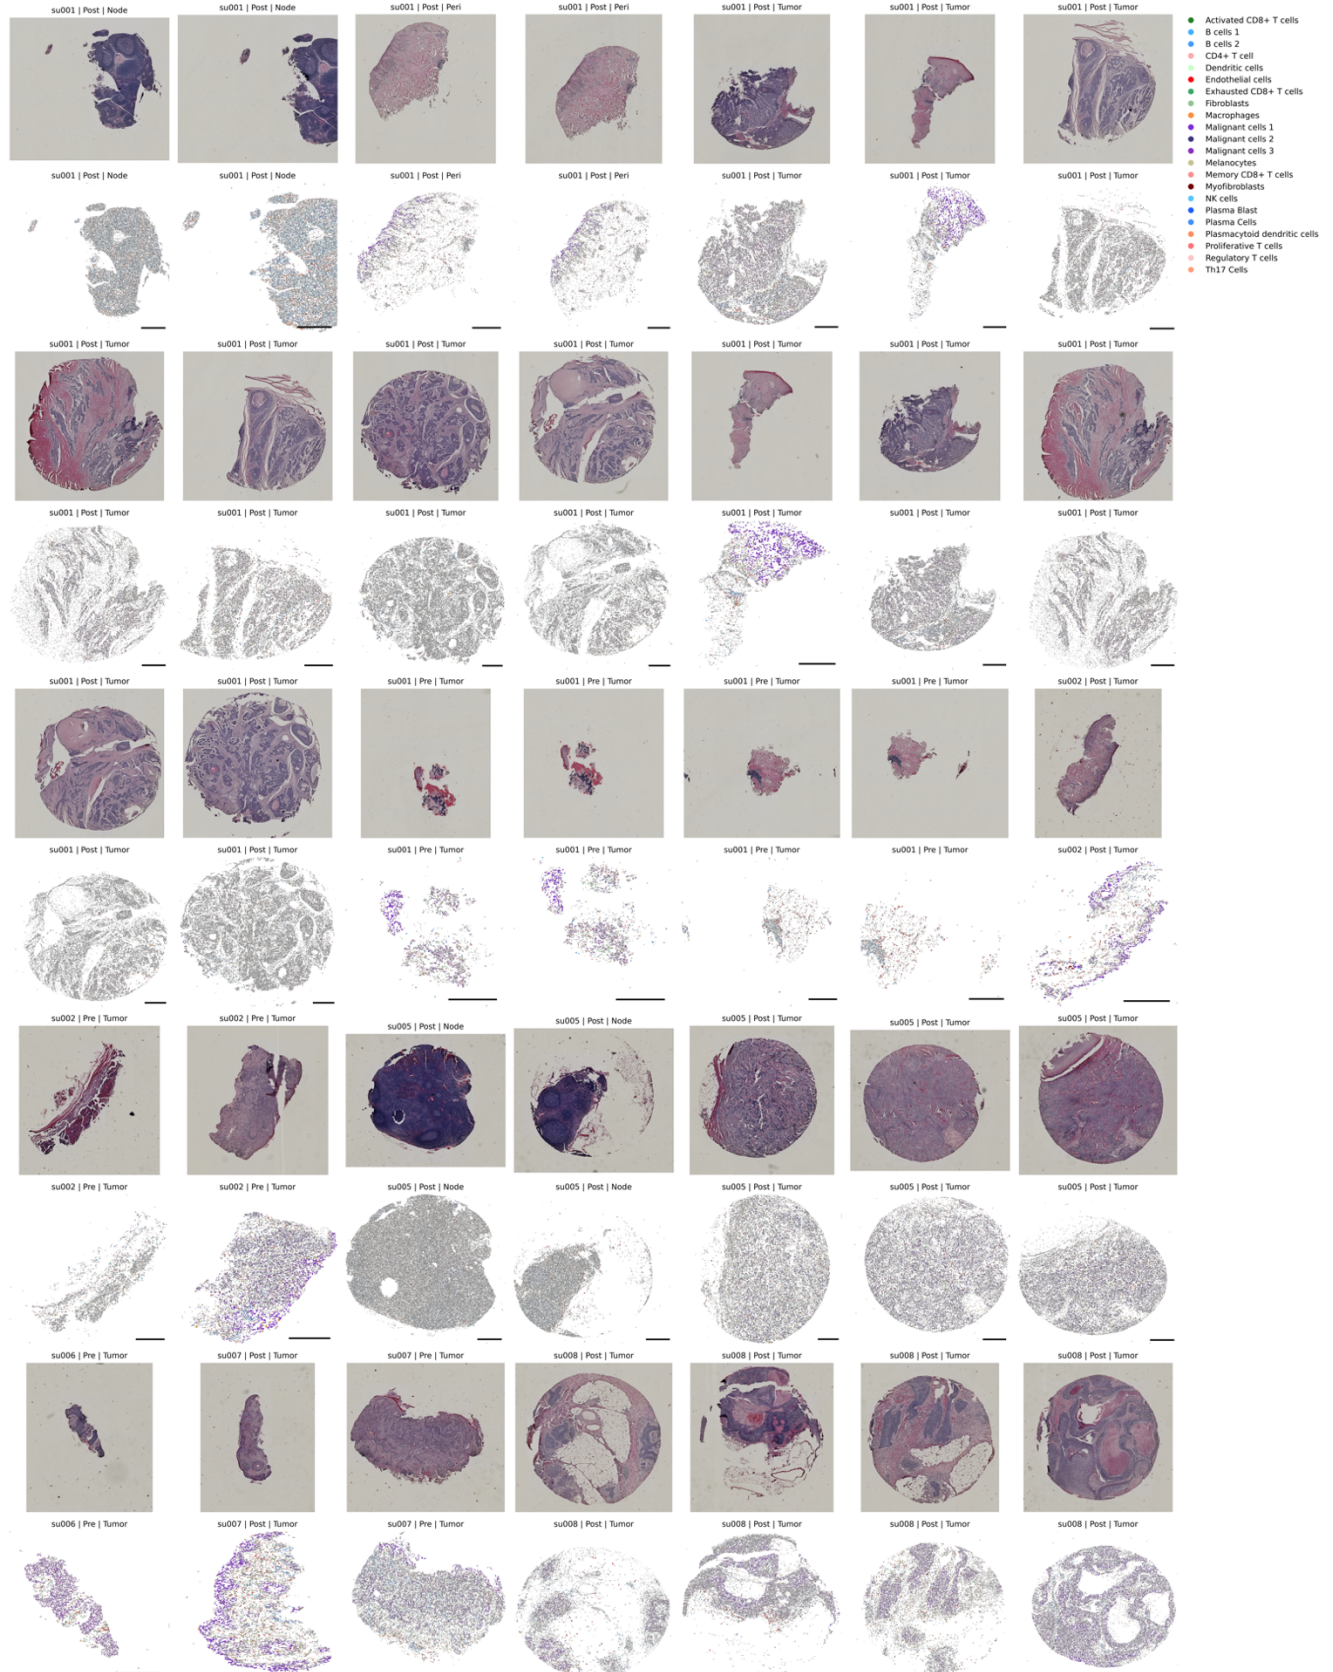 su001 | Post | Node su001 | Post | Node su001 | Post | Peri su001 | Post | Peri su001 | Post | Tumor su001 | Post | Tumor su001 | Post | Tumor
Activated CD8+ T cells
B cells 1
B cells 2
CD4+ T cell
Dendritic cells
Endothelial cells
Exhausted CD8+ T cells
Fibroblasts
Macrophages
Malignant cells 1
Malignant cells 2
Malignant cells 3
Melanocytes
Memory CD8+ T cells
Myofibroblasts
NK cells
Plasma Blast
Plasma Cells
Plasmacytoid dendritic cells
Proliferative T cells
Regulatory T cells
Th17 Cells
su001 | Post | Node su001 | Post | Node su001 | Post | Peri su001 | Post | Peri su001 | Post | Tumor su001 | Post | Tumor su001 | Post | Tumor
su001 | Post | Tumor su001 | Post | Tumor su001 | Post | Tumor su001 | Post | Tumor su001 | Post | Tumor su001 | Post | Tumor su001 | Post | Tumor
su001 | Post | Tumor su001 | Post | Tumor su001 | Post | Tumor su001 | Post | Tumor su001 | Post | Tumor su001 | Post | Tumor su001 | Post | Tumor
su001 | Post | Tumor su001 | Post | Tumor su001 | Pre | Tumor su001 | Pre | Tumor su001 | Pre | Tumor su001 | Pre | Tumor su002 | Post | Tumor
su001 | Post | Tumor su001 | Post | Tumor su001 | Pre | Tumor su001 | Pre | Tumor su001 | Pre | Tumor su001 | Pre | Tumor su002 | Post | Tumor
su002 | Pre | Tumor su002 | Pre | Tumor su005 | Post | Node su005 | Post | Node su005 | Post | Tumor su005 | Post | Tumor su005 | Post | Tumor
su002 | Pre | Tumor su002 | Pre | Tumor su005 | Post | Node su005 | Post | Node su005 | Post | Tumor su005 | Post | Tumor su005 | Post | Tumor
su006 | Pre | Tumor su007 | Post | Tumor su007 | Pre | Tumor su008 | Post | Tumor su008 | Post | Tumor su008 | Post | Tumor su008 | Post | Tumor
su006 | Pre | Tumor su007 | Post | Tumor su007 | Pre | Tumor su008 | Post | Tumor su008 | Post | Tumor su008 | Post | Tumor su008 | Post | Tumor